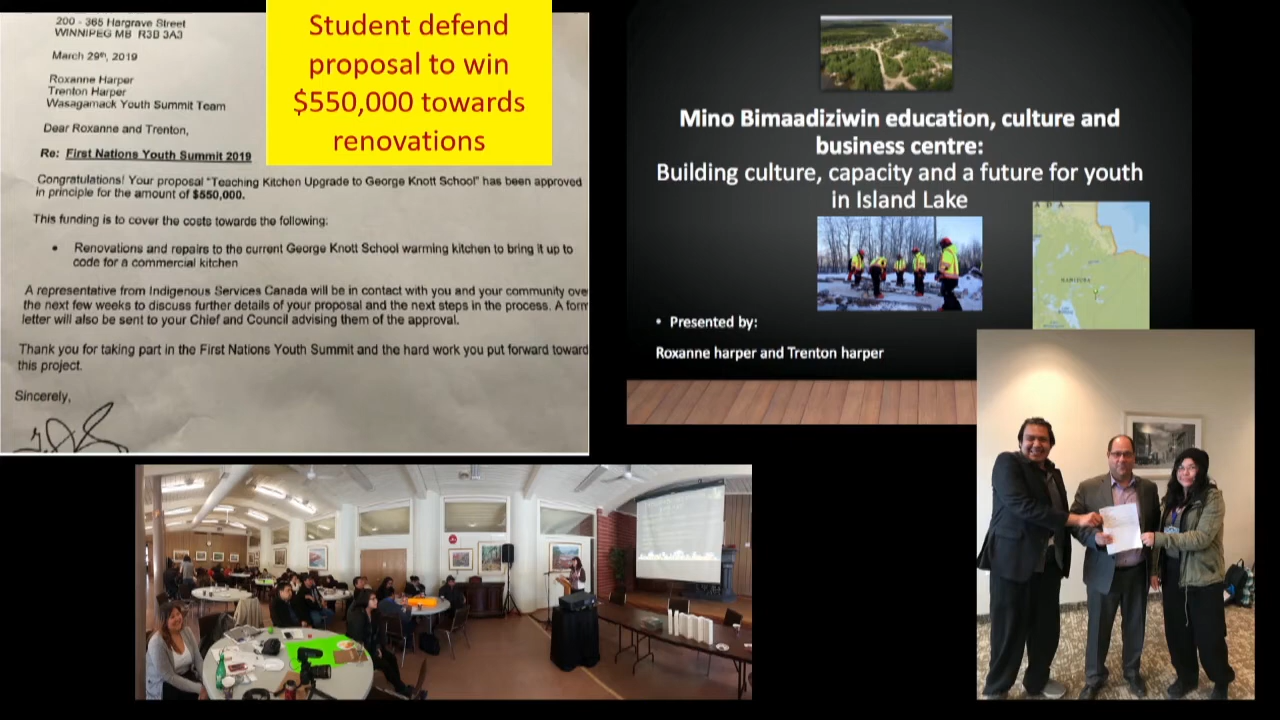 200 - 365 Hargrave Street
WINNIPEG MB R3B 3A3
March 29th, 2019
Roxanne Harper
Trenton Harper
Wasagamack Youth Summit Team
Dear Roxanne and Trenton,
Re: First Nations Youth Summit 2019
Congratulations! Your proposal "Teaching Kitchen Upgrade to George Knott School" has been approved
in principle for the amount of $550,000.
This funding is to cover the costs towards the following:
• Renovations and repairs to the current George Knott School warming kitchen to bring it up to
code for a commercial kitchen
A representative from Indigenous Services Canada will be in contact with you and your community ove
the next few weeks to discuss further details of your proposal and the next steps in the process. A form
letter will also be sent to your Chief and Council advising them of the approval.
Thank you for taking part in the First Nations Youth Summit and the hard work you put forward toward
this project.
Sincerely,
Student defend
proposal to win
$550,000 towards
renovations
Mino Bimaadiziwin education, culture and
business centre:
Building culture, capacity and a future for youth
in Island Lake
MANITOBA
• Presented by:
Roxanne harper and Trenton harper